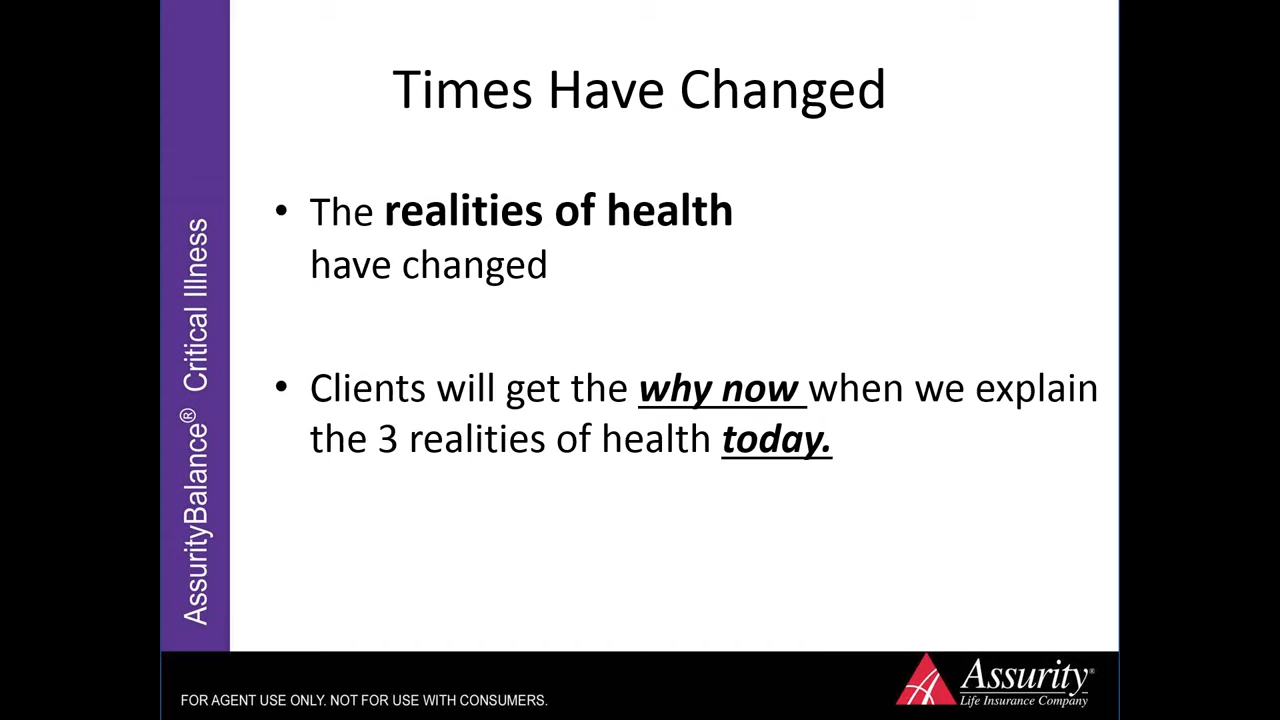 Times Have Changed
• The realities of health
have changed
• Clients will get the why now when we explain
the 3 realities of health today.
AssurityBalance® Critical Illness
FOR AGENT USE ONLY. NOT FOR USE WITH CONSUMERS.
Assurity®
Life Insurance Company